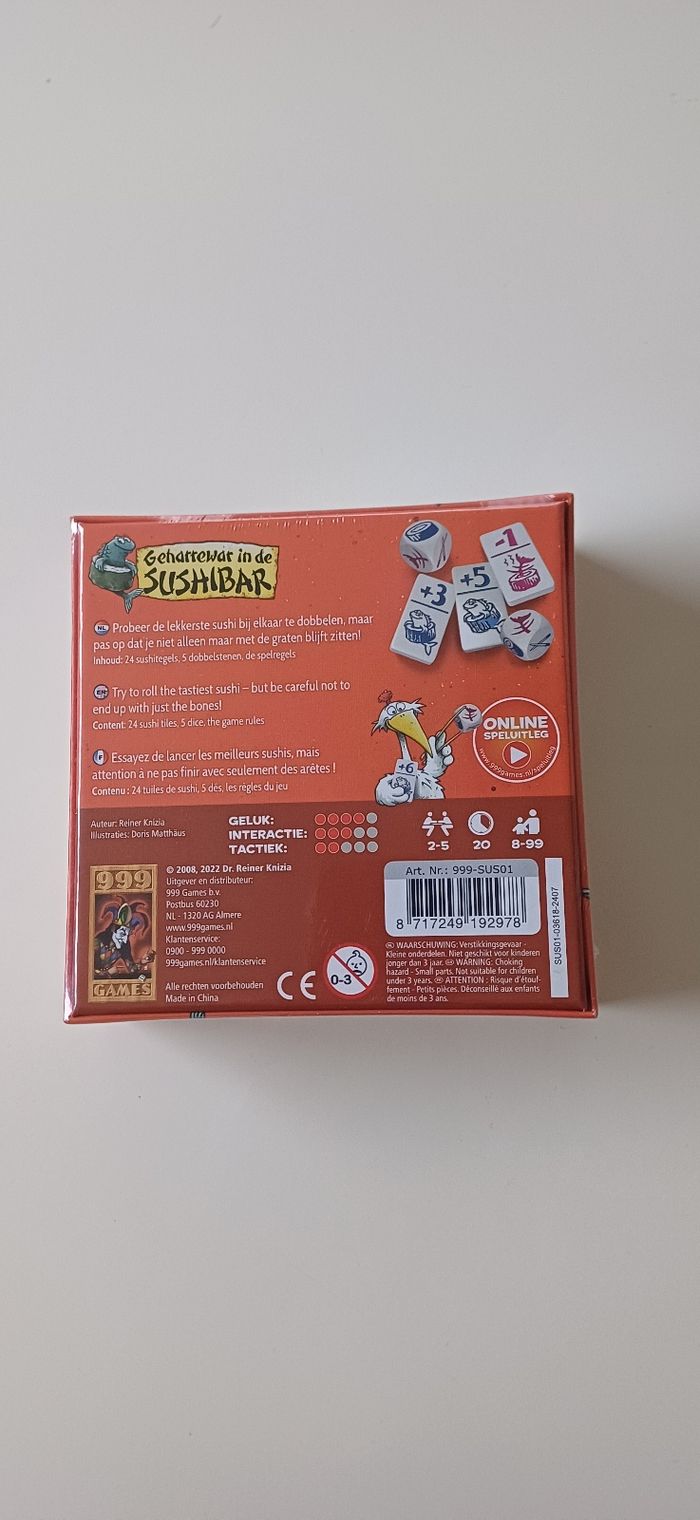 Geharrewar in de
SUSHIBAR
-1
+5
+3
NL Probeer de lekkerste sushi bij elkaar te dobbelen, maar
pas op dat je niet alleen maar met de graten blijft zitten!
Inhoud: 24 sushitegels, 5 dobbelstenen, de spelregels
EN Try to roll the tastiest sushi – but be careful not to
end up with just the bones!
Content: 24 sushi tiles, 5 dice, the game rules
F Essayez de lancer les meilleurs sushis, mais
attention à ne pas finir avec seulement des arêtes !
Contenu : 24 tuiles de sushi, 5 dés, les règles du jeu
+6
ONLINE
SPELUITLEG
www.999games.nl/speluitleg
Auteur: Reiner Knizia
Illustraties: Doris Matthäus
GELUK:
INTERACTIE:
TACTIEK:
2-5
20
8-99
999
GAMES
© 2008, 2022 Dr. Reiner Knizia
Uitgever en distributeur:
999 Games b.v.
Postbus 60230
NL - 1320 AG Almere
www.999games.nl
Klantenservice:
0900 - 999 0000
999games.nl/klantenservice
Alle rechten voorbehouden
Made in China
CE
0-3
Art. Nr.: 999-SUS01
8 717249 192978
WAARSCHUWING: Verstikkingsgevaar -
Kleine onderdelen. Niet geschikt voor kinderen
jonger dan 3 jaar. WARNING: Choking
hazard - Small parts. Not suitable for children
under 3 years. ATTENTION : Risque d'étouf-
fement - Petits pièces. Déconseillé aux enfants
de moins de 3 ans.
SUS01-03618-2407